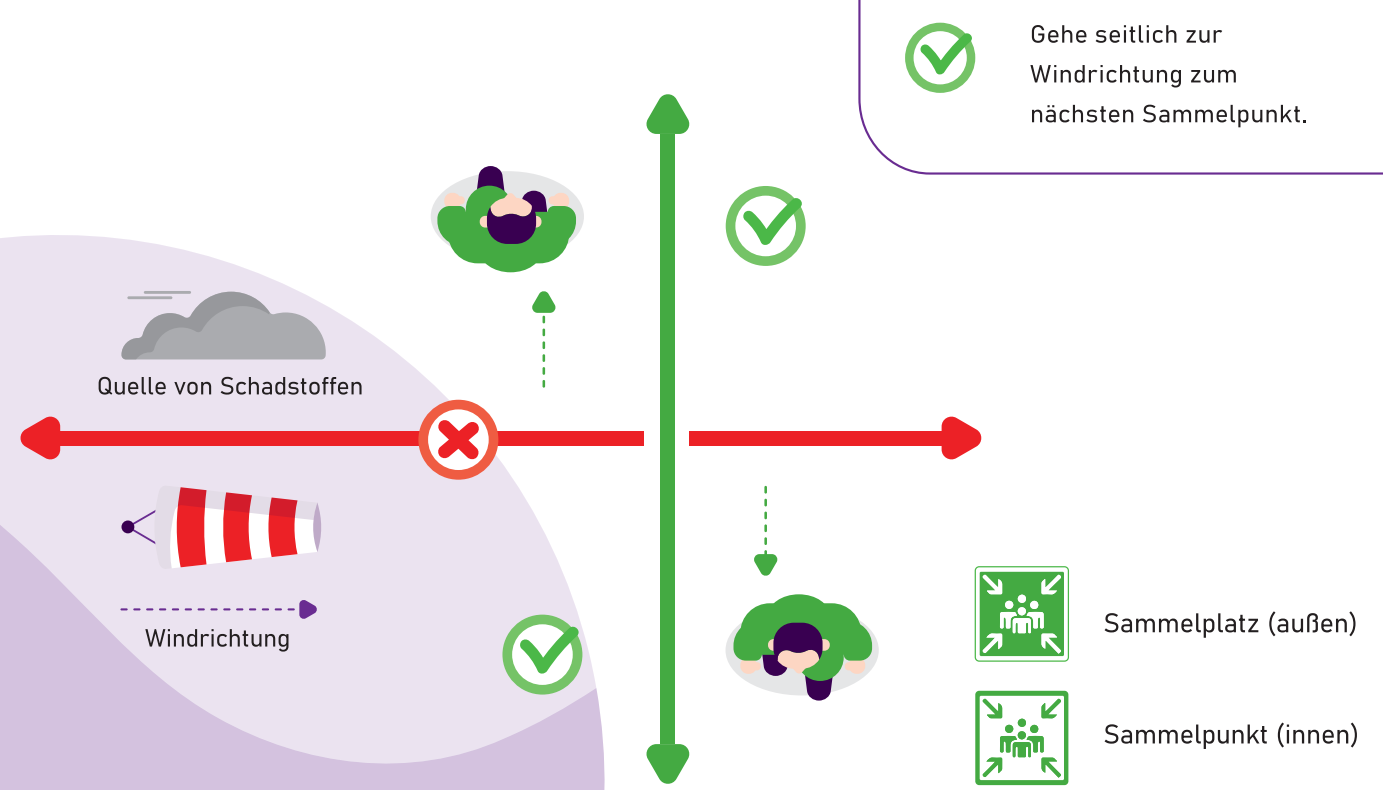 Gehe seitlich zur
Windrichtung zum
nächsten Sammelpunkt.
Quelle von Schadstoffen
Windrichtung
Sammelplatz (außen)
Sammelpunkt (innen)